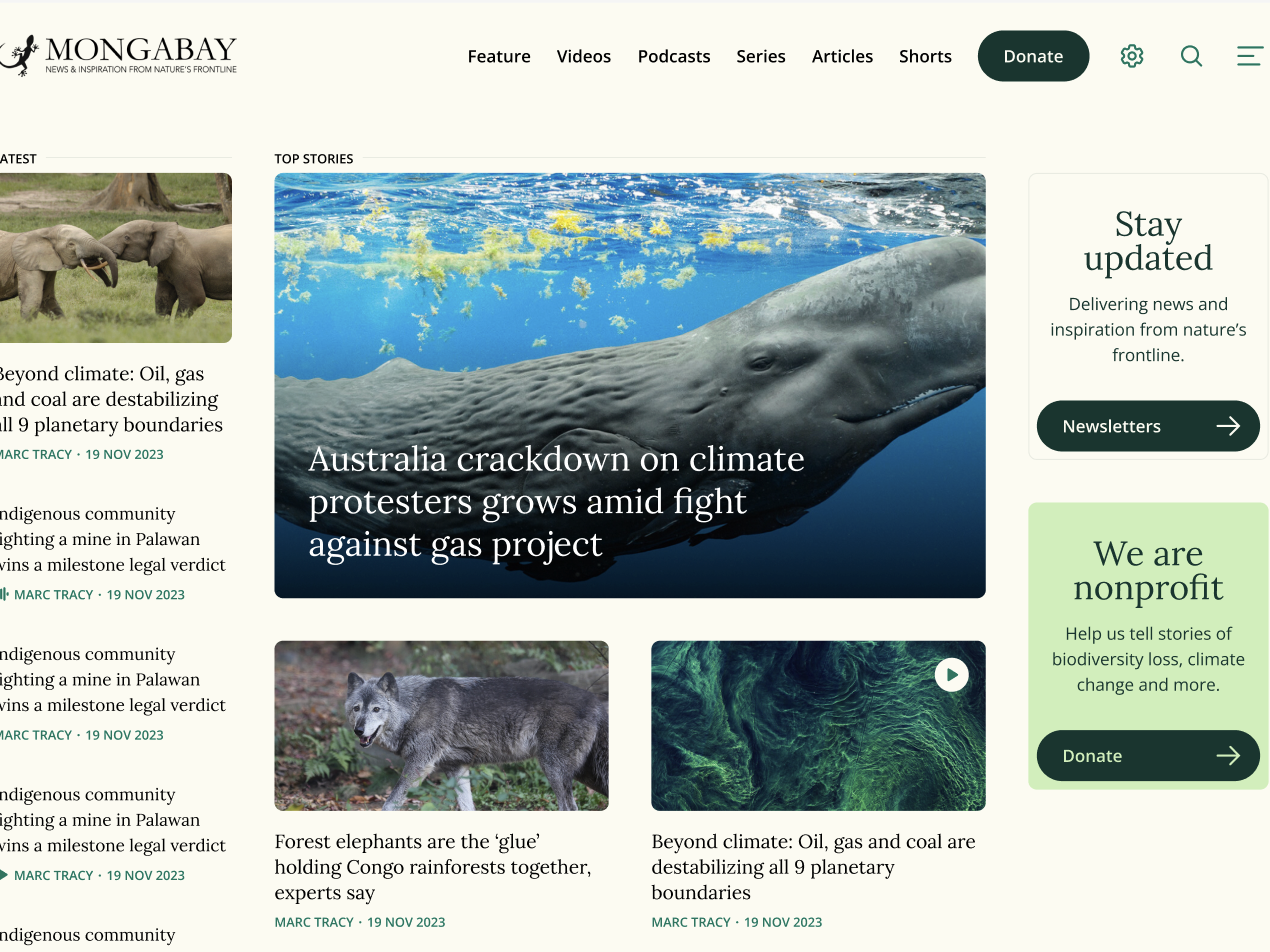 MONGABAY
NEWS & INSPIRATION FROM NATURE'S FRONTLINE
Feature
Videos
Podcasts
Series
Articles
Shorts
Donate
ATEST
Beyond climate: Oil, gas
and coal are destabilizing
all 9 planetary boundaries
MARC TRACY · 19 NOV 2023
ndigenous community
ighting a mine in Palawan
wins a milestone legal verdict
MARC TRACY · 19 NOV 2023
ndigenous community
ighting a mine in Palawan
wins a milestone legal verdict
MARC TRACY · 19 NOV 2023
ndigenous community
ighting a mine in Palawan
wins a milestone legal verdict
MARC TRACY · 19 NOV 2023
ndigenous community
TOP STORIES
Australia crackdown on climate
protesters grows amid fight
against gas project
Forest elephants are the ‘glue’
holding Congo rainforests together,
experts say
MARC TRACY · 19 NOV 2023
Beyond climate: Oil, gas and coal are
destabilizing all 9 planetary
boundaries
MARC TRACY · 19 NOV 2023
Stay
updated
Delivering news and
inspiration from nature’s
frontline.
Newsletters
We are
nonprofit
Help us tell stories of
biodiversity loss, climate
change and more.
Donate